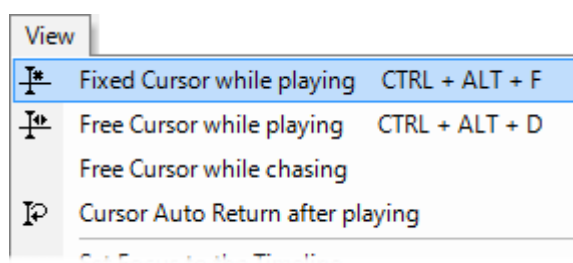 View
Fixed Cursor while playing CTRL + ALT + F
Free Cursor while playing CTRL + ALT + D
Free Cursor while chasing
Cursor Auto Return after playing